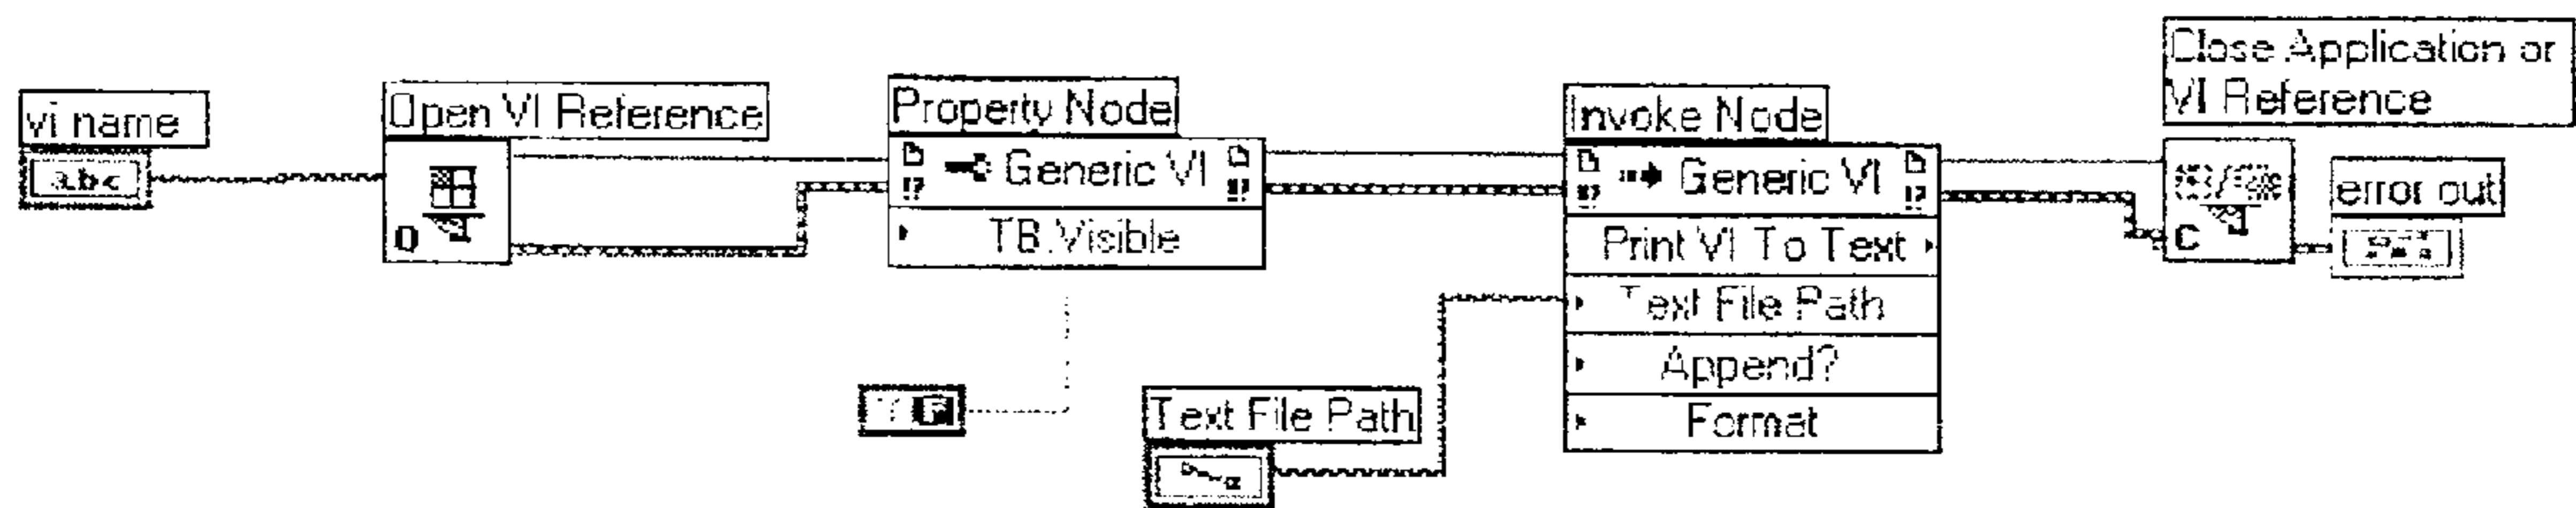 vi name
abc
Open VI Reference
O
Property Node
Generic VI
!? !?
TB.Visible
T F
Text File Path
Invoke Node
Generic VI
!? !?
Print VI To Text
Text File Path
Append?
Format
Close Application or
VI Reference
C
error out